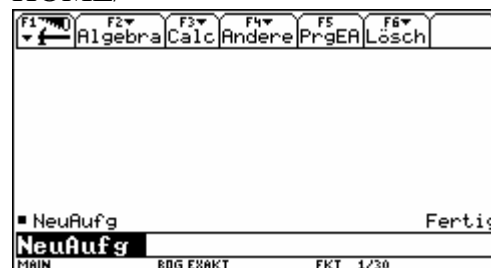 HOME/
F1 F2 F3 F4 F5 F6
Algebra Calc Andere PrgEA Lösch
NeuAufg Fertig
NeuAufg
MAIN BOG EXAKT FKT 1/30